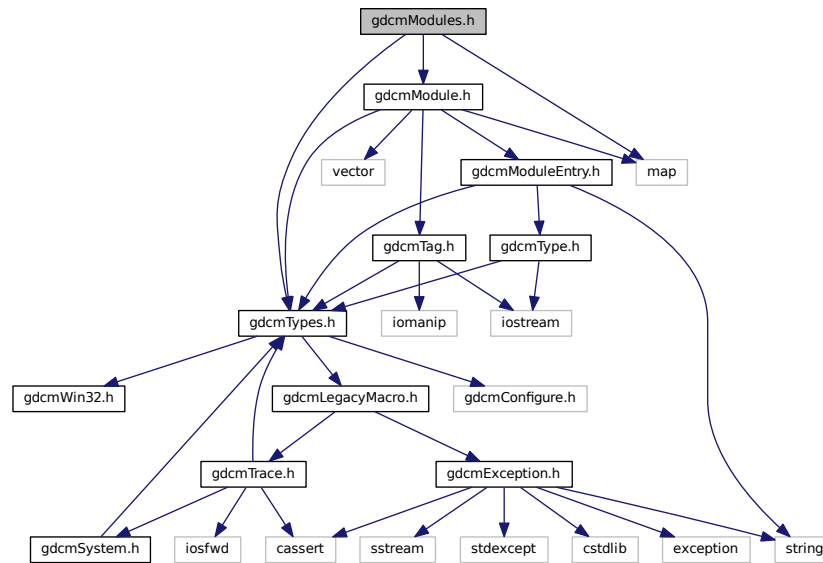 gdcmModules.h
gdcmModule.h
vector
gdcmModuleEntry.h
map
gdcmTag.h
gdcmType.h
gdcmTypes.h
iomanip
iostream
gdcmWin32.h
gdcmLegacyMacro.h
gdcmConfigure.h
gdcmTrace.h
gdcmException.h
gdcmSystem.h
iosfwd
cassert
sstream
stdexcept
cstdlib
exception
string